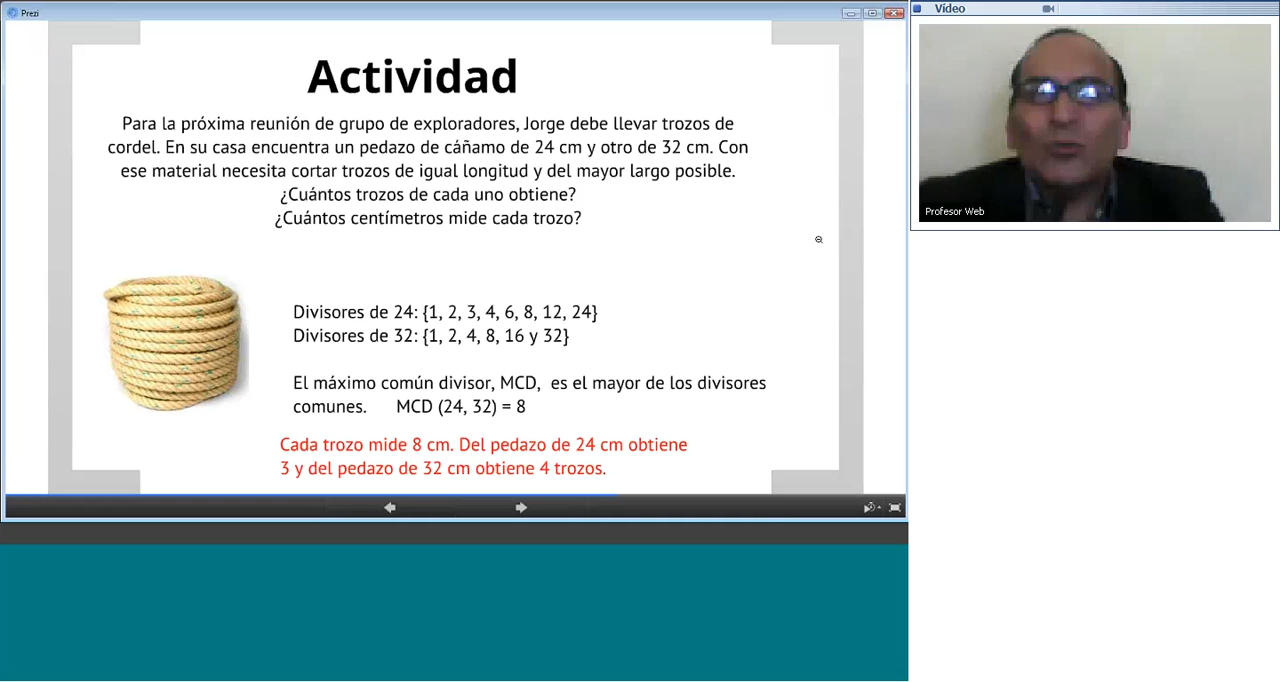 Prezi
Actividad
Para la próxima reunión de grupo de exploradores, Jorge debe llevar trozos de
cordel. En su casa encuentra un pedazo de cáñamo de 24 cm y otro de 32 cm. Con
ese material necesita cortar trozos de igual longitud y del mayor largo posible.
¿Cuántos trozos de cada uno obtiene?
¿Cuántos centímetros mide cada trozo?
Divisores de 24: {1, 2, 3, 4, 6, 8, 12, 24}
Divisores de 32: {1, 2, 4, 8, 16 y 32}
El máximo común divisor, MCD, es el mayor de los divisores
comunes. MCD (24, 32) = 8
Cada trozo mide 8 cm. Del pedazo de 24 cm obtiene
3 y del pedazo de 32 cm obtiene 4 trozos.
Vídeo
Profesor Web